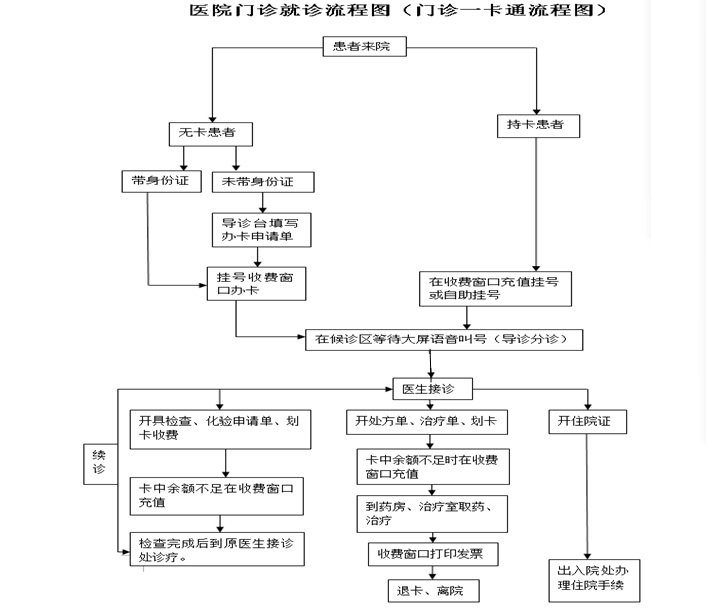 医院门诊就诊流程图（门诊一卡通流程图）
患者来院
无卡患者
持卡患者
带身份证
未带身份证
导诊台填写
办卡申请单
挂号收费窗
口办卡
在收费窗口充值挂号
或自助挂号
在候诊区等待大屏语音叫号（导诊分诊）
医生接诊
开具检查、化验申请单、划
卡收费
开处方单、治疗单、划卡
开住院证
续
诊
卡中余额不足在收费窗口
充值
卡中余额不足时在收费
窗口充值
到药房、治疗室取药、
治疗
检查完成后到原医生接诊
处诊疗。
收费窗口打印发票
出入院处办
理住院手续
退卡、离院